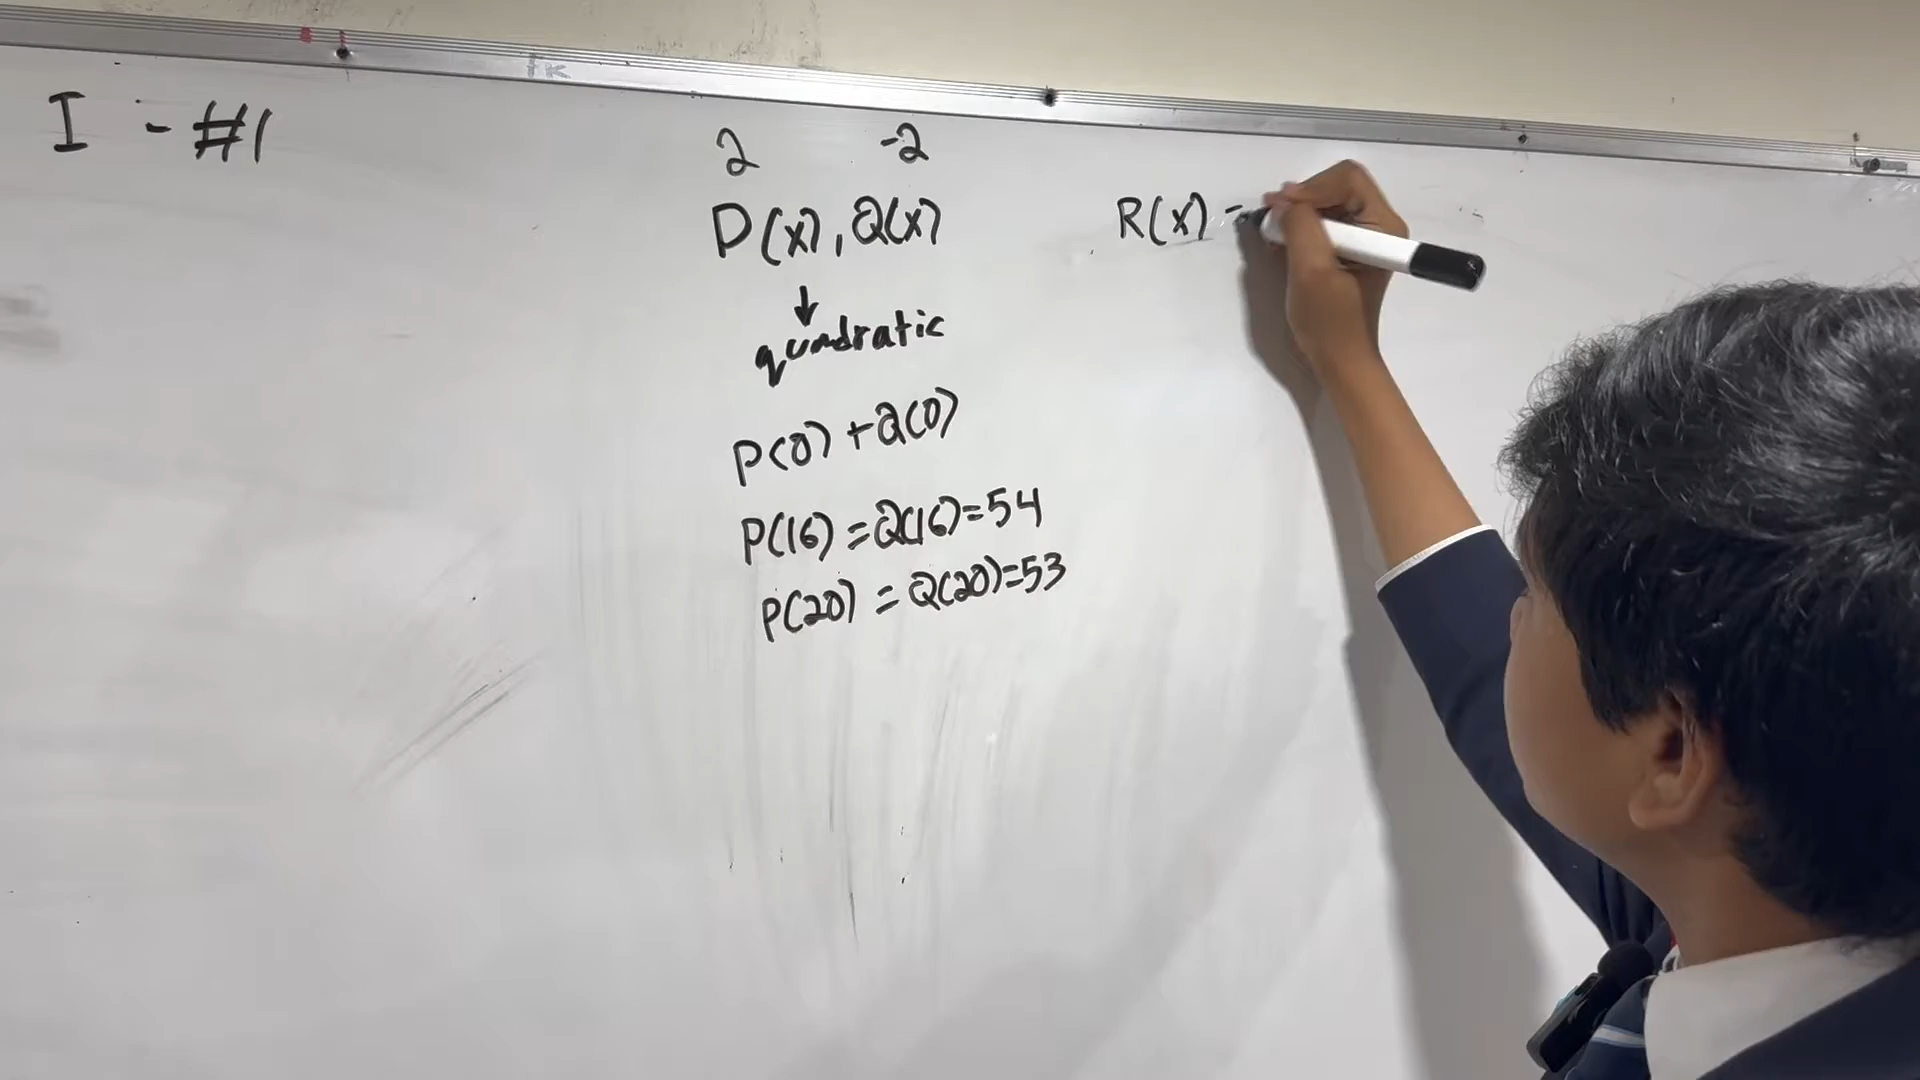 I - #1
2 -2
P(x), Q(x)
↓
quadratic
P(0) + Q(0)
P(16) = Q(16) = 54
P(20) = Q(20) = 53
R(x) =